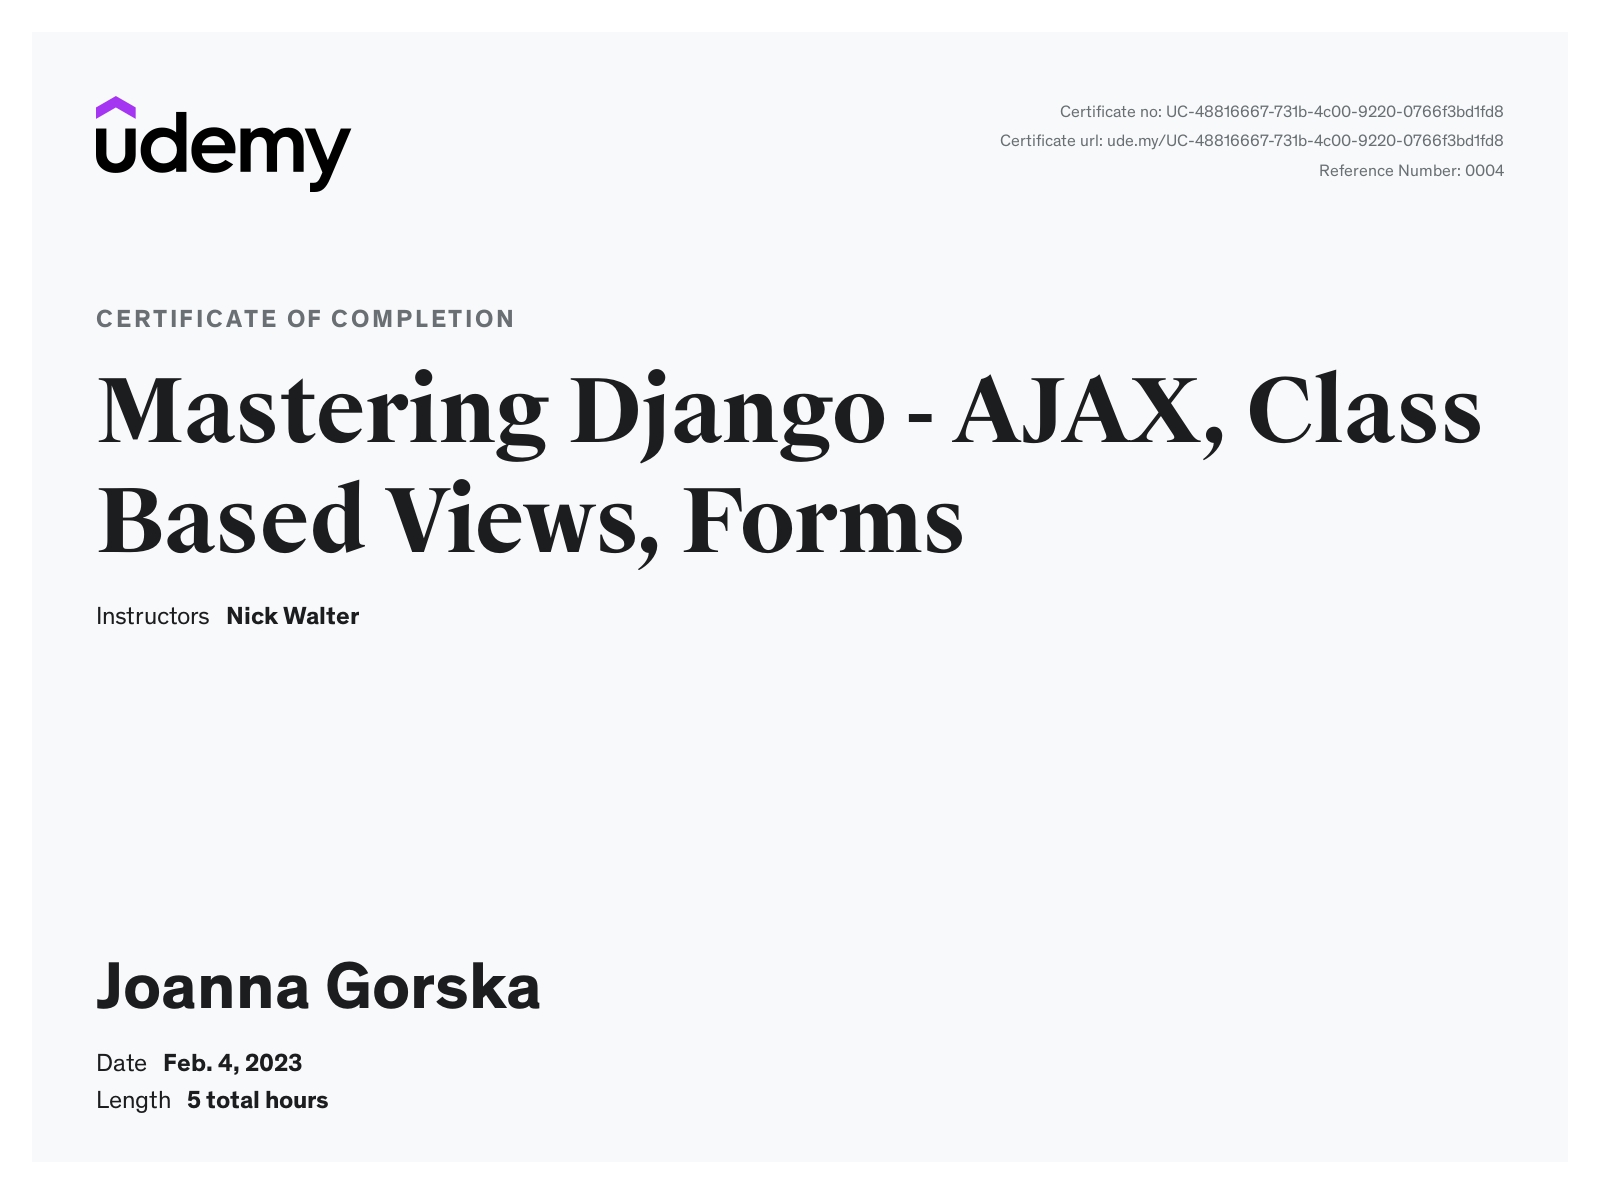 udemy
Certificate no: UC-48816667-731b-4c00-9220-0766f3bd1fd8
Certificate url: ude.my/UC-48816667-731b-4c00-9220-0766f3bd1fd8
Reference Number: 0004
CERTIFICATE OF COMPLETION
Mastering Django - AJAX, Class
Based Views, Forms
Instructors Nick Walter
Joanna Gorska
Date Feb. 4, 2023
Length 5 total hours